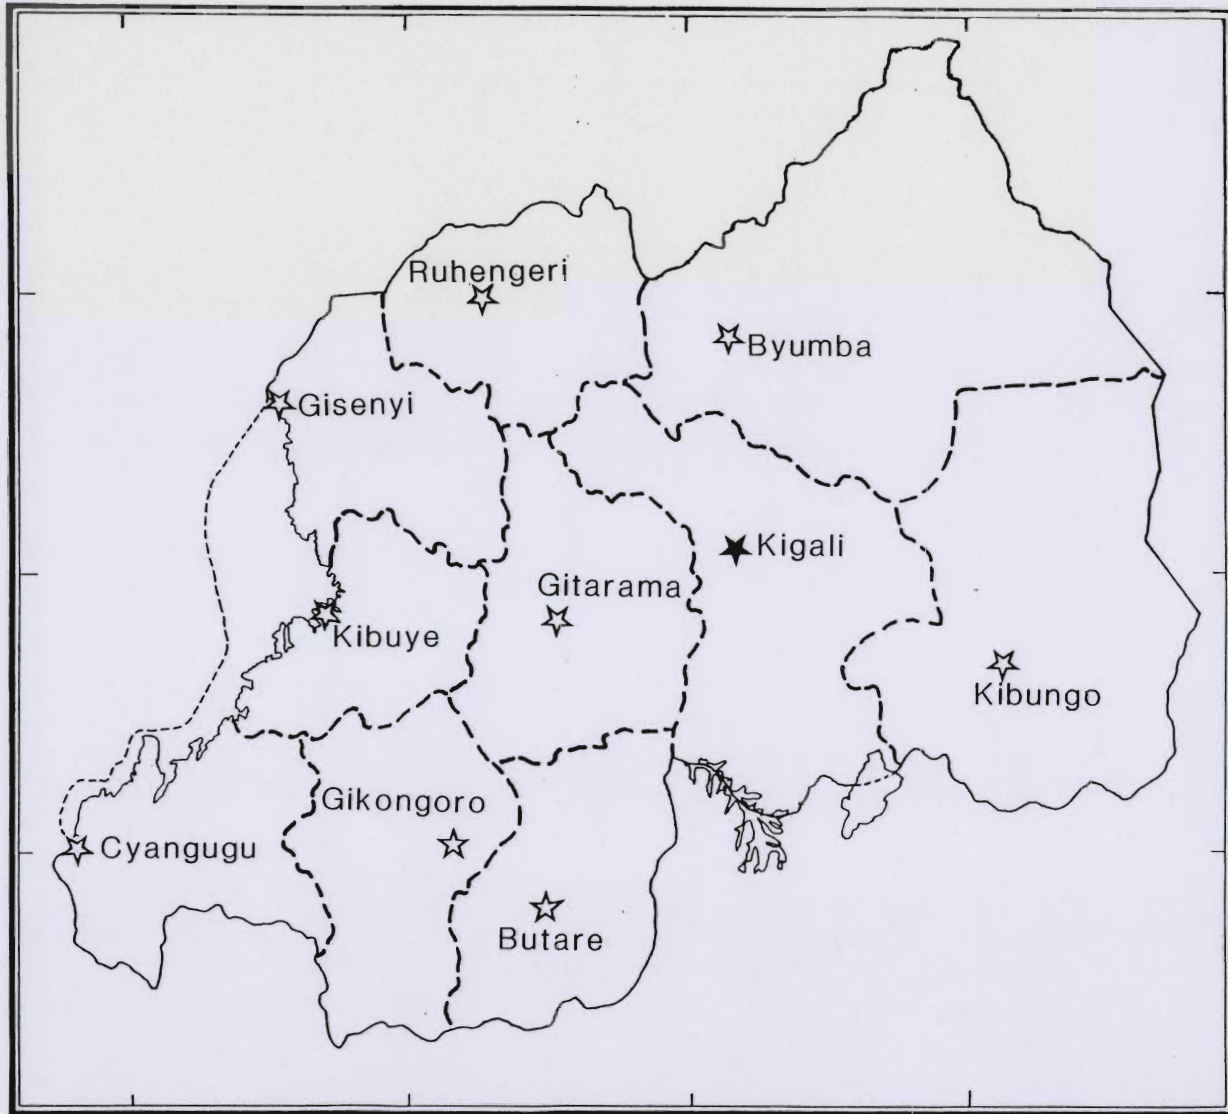 Ruhengeri
Byumba
Gisenyi
Kigali
Gitarama
Kibuye
Kibungo
Gikongoro
Cyangugu
Butare